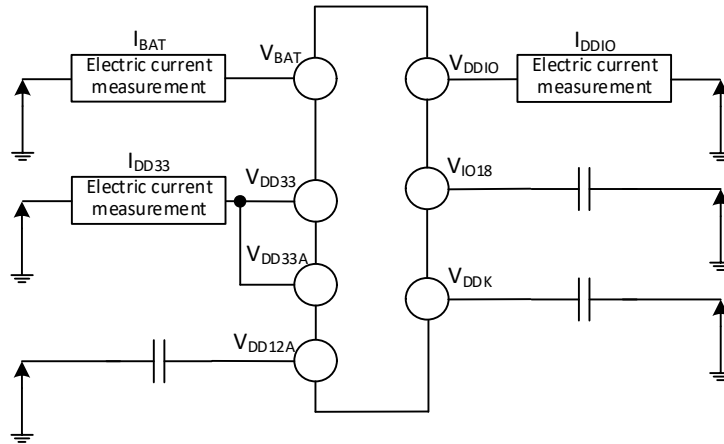 I_BAT
V_BAT
Electric current
measurement
I_DDIO
V_DDIO
Electric current
measurement
I_DD33
V_DD33
Electric current
measurement
V_IO18
V_DD33A
V_DDK
V_DD12A